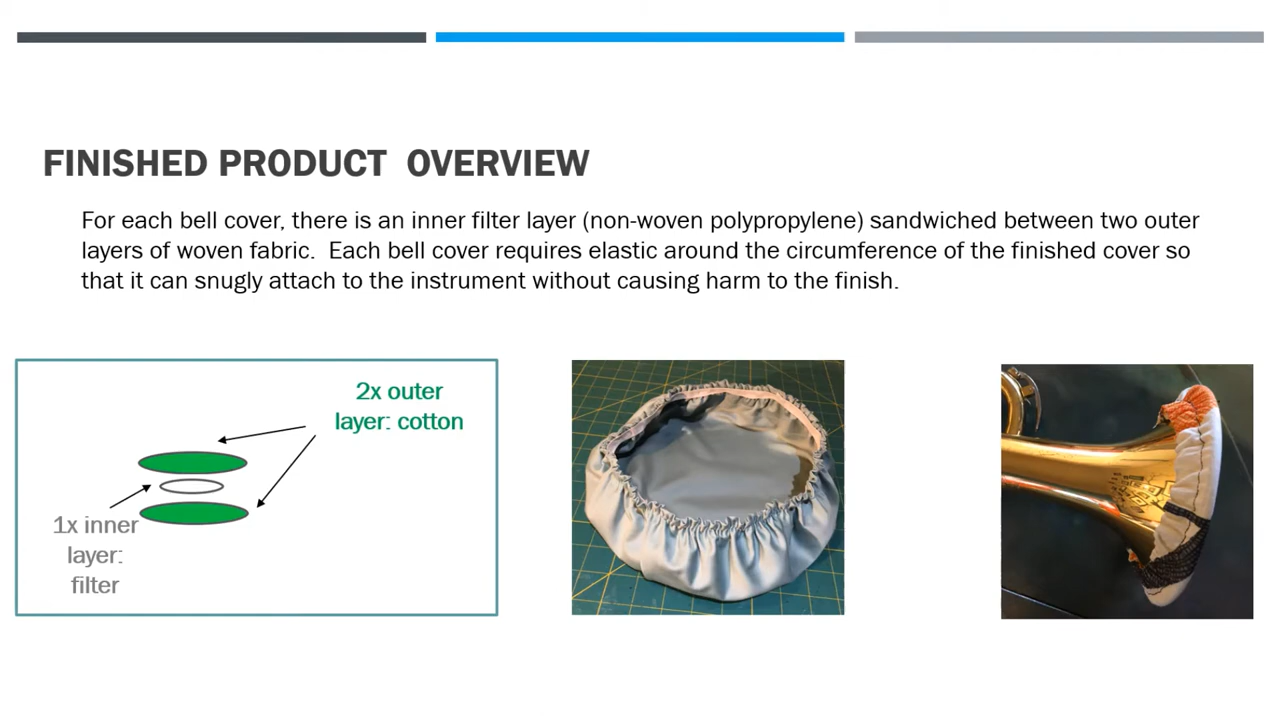 FINISHED PRODUCT  OVERVIEW
For each bell cover, there is an inner filter layer (non-woven polypropylene) sandwiched between two outer
layers of woven fabric.  Each bell cover requires elastic around the circumference of the finished cover so
that it can snugly attach to the instrument without causing harm to the finish.
2x outer
layer: cotton
1x inner
layer:
filter